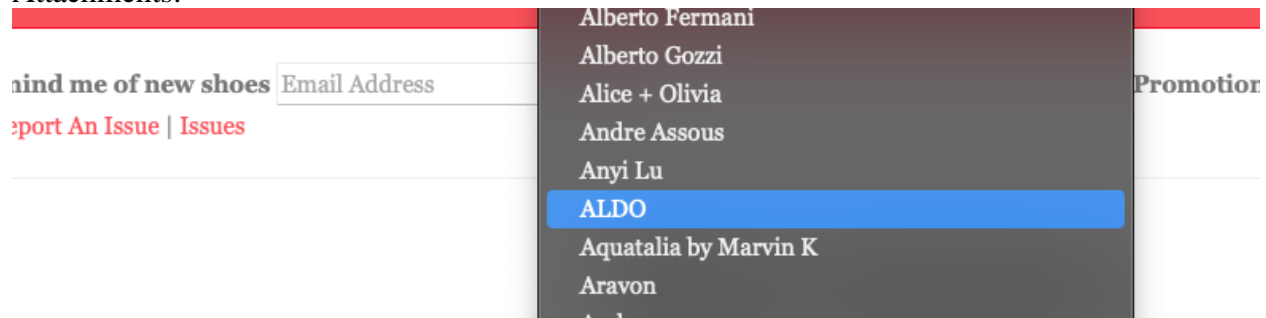 Alberto Fermani
Alberto Gozzi
mind me of new shoes Email Address
Promotion
Alice + Olivia
eport An Issue | Issues
Andre Assous
Anyi Lu
ALDO
Aquatalia by Marvin K
Aravon